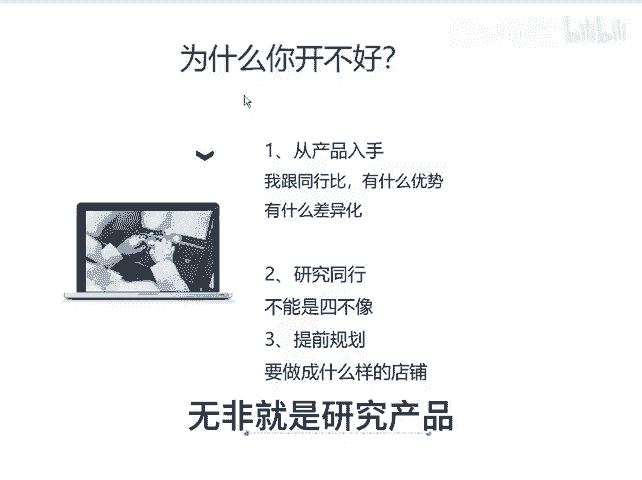 bilibili
为什么你开不好？
1、从产品入手
我跟同行比，有什么优势
有什么差异化
2、研究同行
不能是四不像
3、提前规划
要做成什么样的店铺
无非就是研究产品